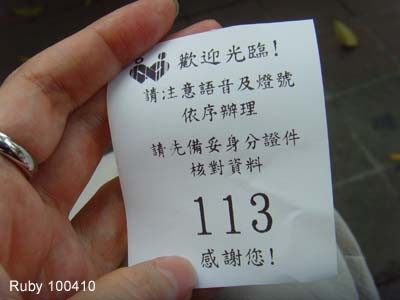 歡迎光臨!
請注意語音及燈號
依序辦理
請先備妥身分證件
核對資料
113
感謝您!
Ruby 100410